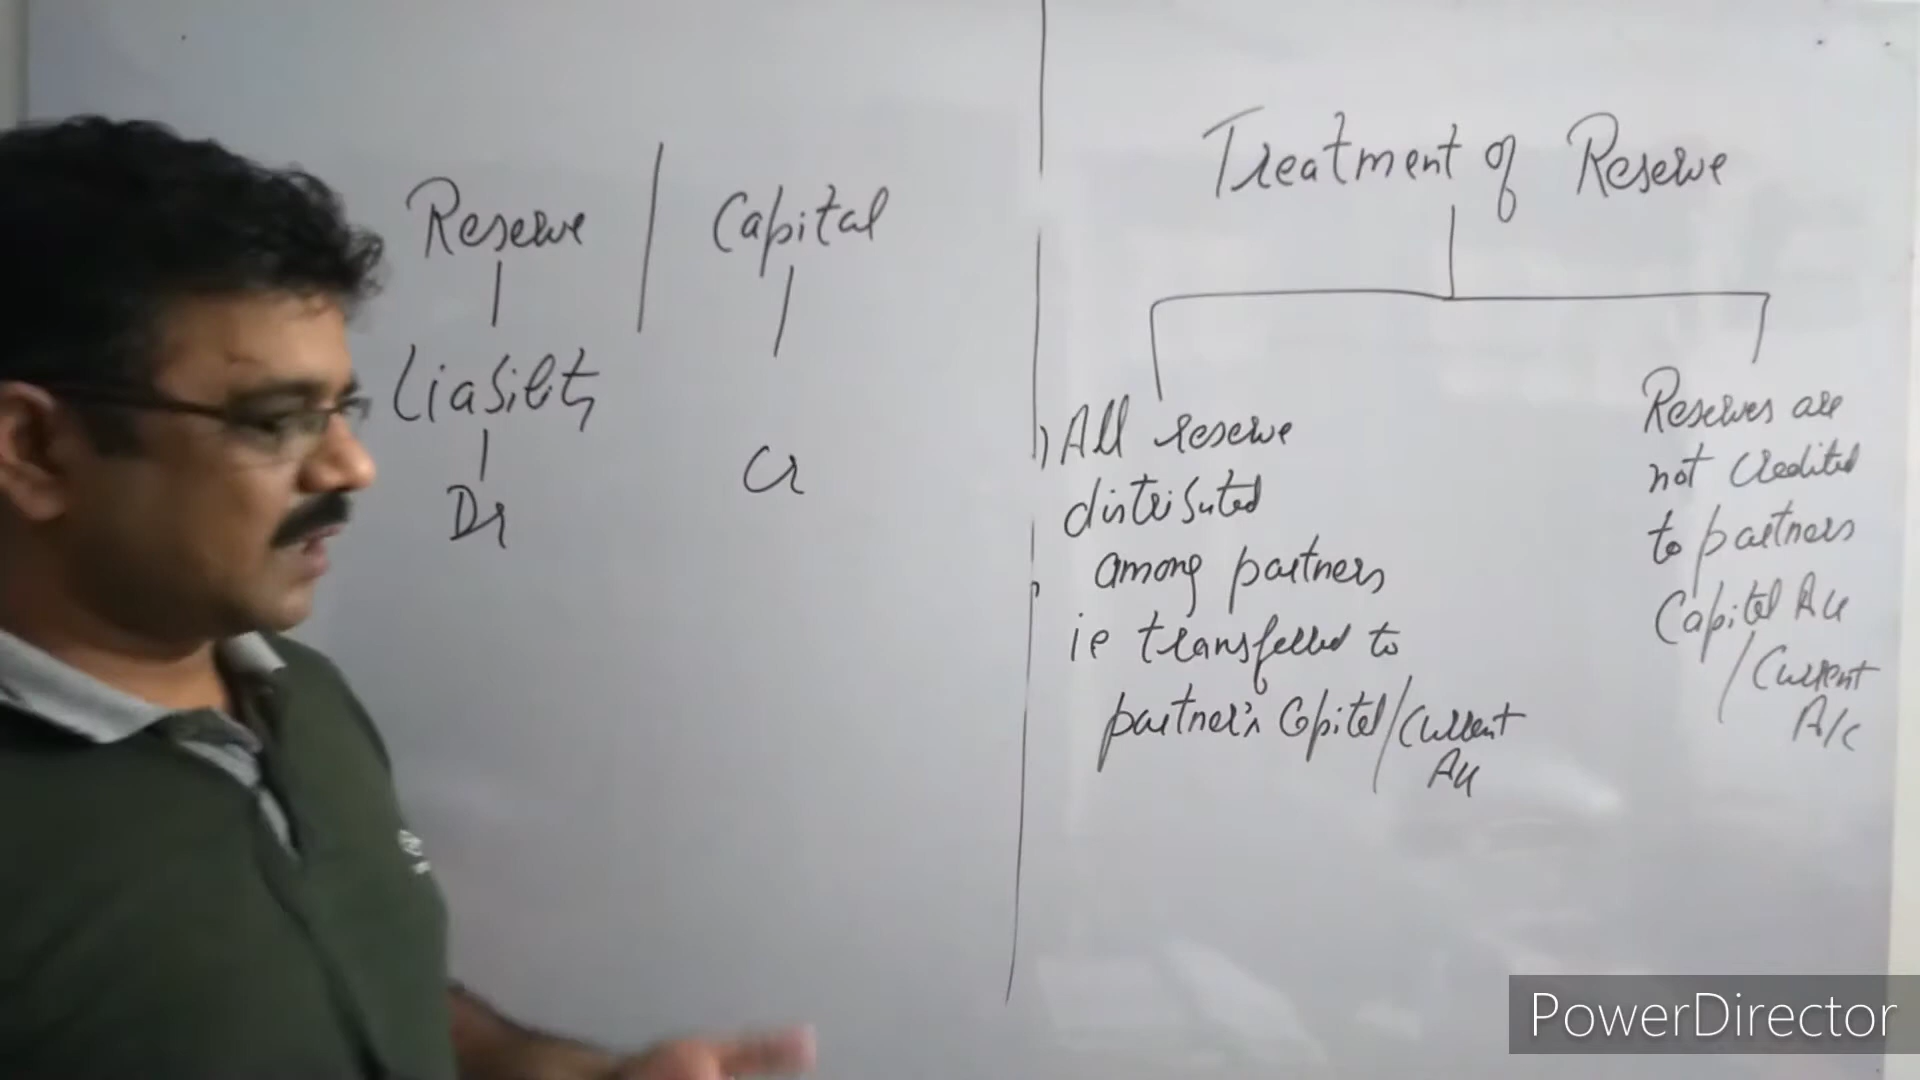 Reserve / Capital
Liability
Dr
Cr
Treatment of Reserve
1) All reserve
distributed
among partners
ie transferred to
partner's Capital/Current
A/c
Reserves are
not Credited
to partners
Capital A/c
/Current
A/c
PowerDirector